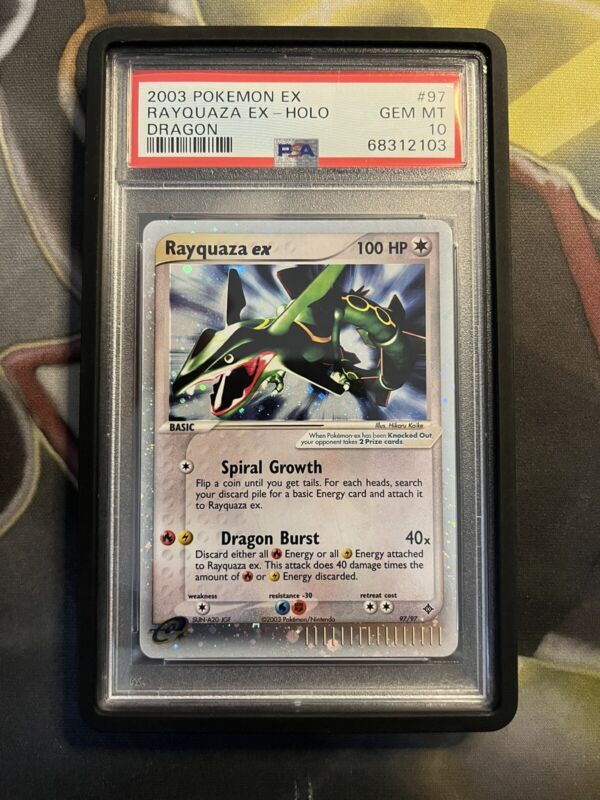 2003 POKEMON EX #97
RAYQUAZA EX-HOLO GEM MT
DRAGON 10
PSA 68312103
Rayquaza ex 100 HP
BASIC Illus. Hikaru Koike
When Pokémon-ex has been Knocked Out,
your opponent takes 2 Prize cards.
Spiral Growth
Flip a coin until you get tails. For each heads, search
your discard pile for a basic Energy card and attach it
to Rayquaza ex.
Dragon Burst 40x
Discard either all Energy or all Energy attached
to Rayquaza ex. This attack does 40 damage times the
amount of or Energy discarded.
weakness resistance -30 retreat cost
©2003 Pokémon/Nintendo 97/97